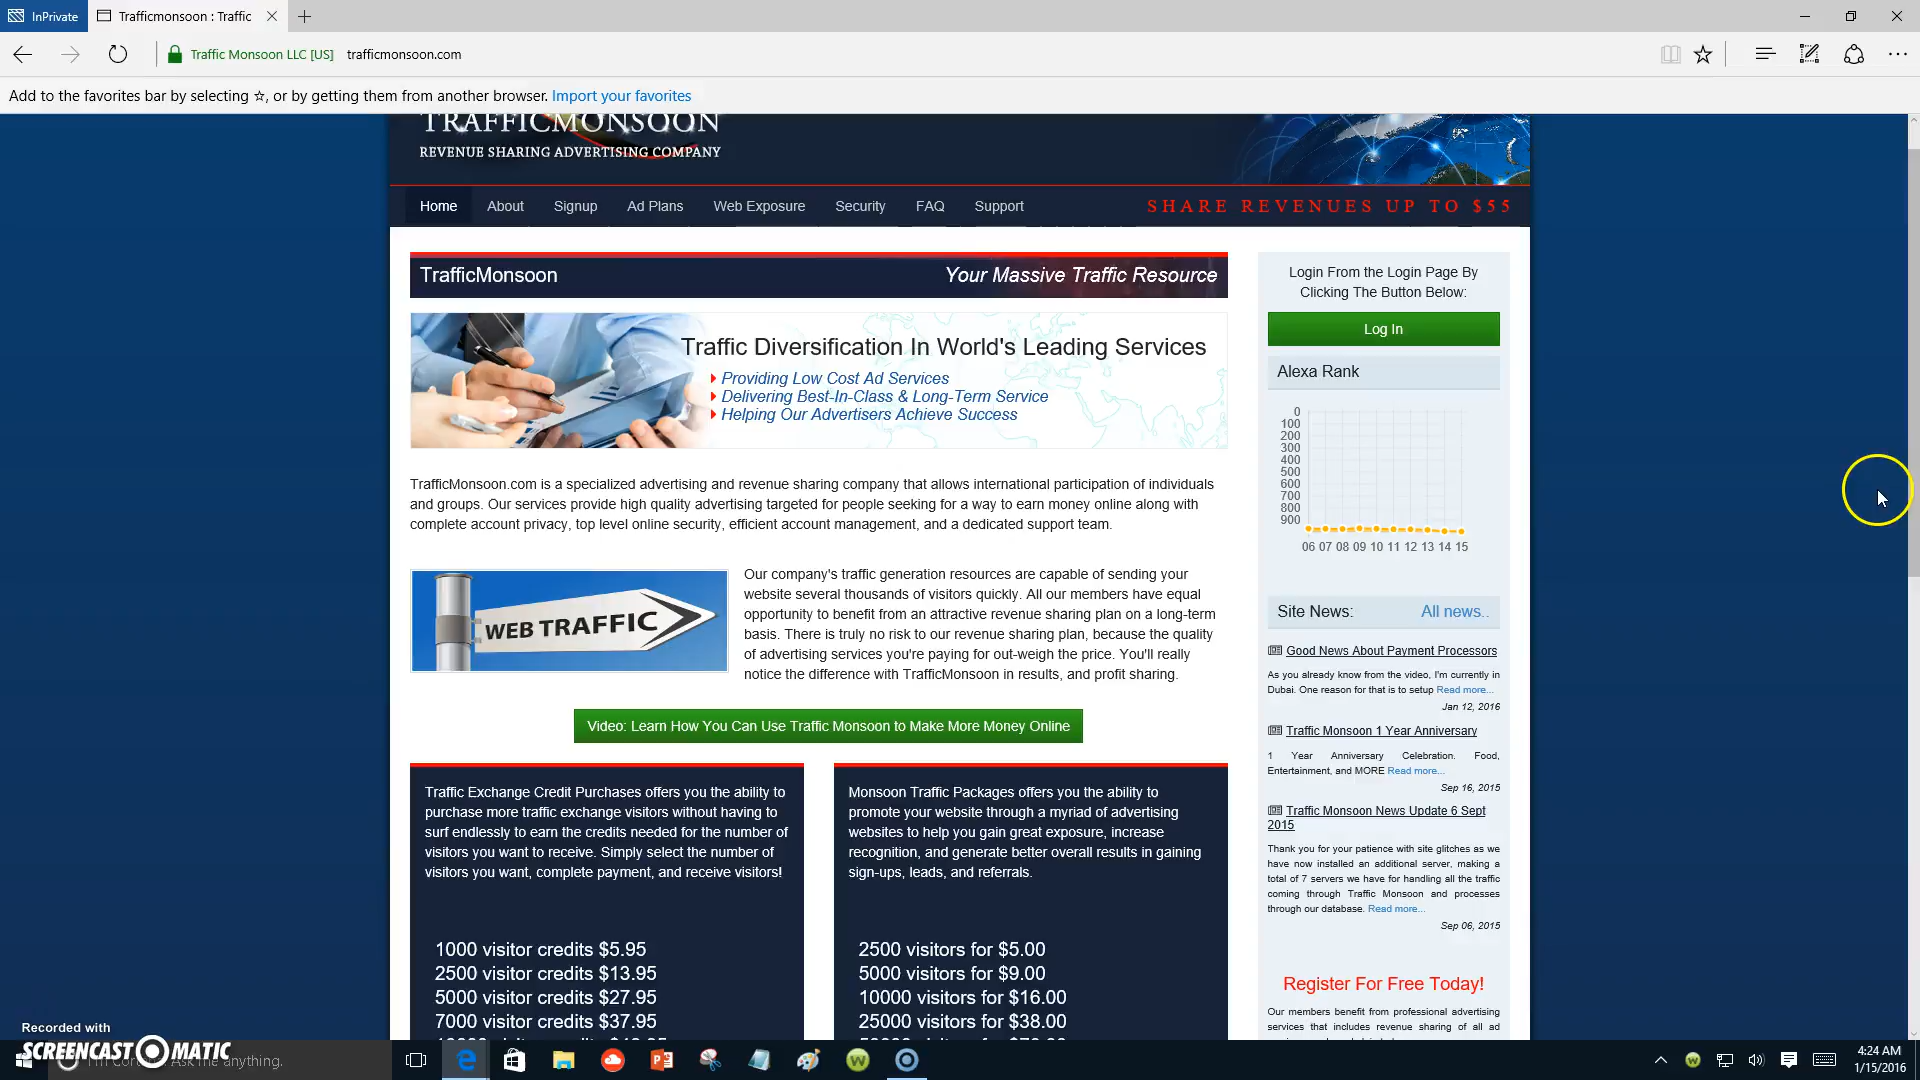 InPrivate
Trafficmonsoon : Traffic
Traffic Monsoon LLC [US] trafficmonsoon.com
Add to the favorites bar by selecting ☆, or by getting them from another browser. Import your favorites
TRAFFICMONSOON
REVENUE SHARING ADVERTISING COMPANY
Home About Signup Ad Plans Web Exposure Security FAQ Support
SHARE REVENUES UP TO $55
TrafficMonsoon Your Massive Traffic Resource
Traffic Diversification In World's Leading Services
Providing Low Cost Ad Services
Delivering Best-In-Class & Long-Term Service
Helping Our Advertisers Achieve Success
TrafficMonsoon.com is a specialized advertising and revenue sharing company that allows international participation of individuals
and groups. Our services provide high quality advertising targeted for people seeking for a way to earn money online along with
complete account privacy, top level online security, efficient account management, and a dedicated support team.
WEB TRAFFIC
Our company's traffic generation resources are capable of sending your
website several thousands of visitors quickly. All our members have equal
opportunity to benefit from an attractive revenue sharing plan on a long-term
basis. There is truly no risk to our revenue sharing plan, because the quality
of advertising services you're paying for out-weigh the price. You'll really
notice the difference with TrafficMonsoon in results, and profit sharing.
Video: Learn How You Can Use Traffic Monsoon to Make More Money Online
Traffic Exchange Credit Purchases offers you the ability to
purchase more traffic exchange visitors without having to
surf endlessly to earn the credits needed for the number of
visitors you want to receive. Simply select the number of
visitors you want, complete payment, and receive visitors!
1000 visitor credits $5.95
2500 visitor credits $13.95
5000 visitor credits $27.95
7000 visitor credits $37.95
Monsoon Traffic Packages offers you the ability to
promote your website through a myriad of advertising
websites to help you gain great exposure, increase
recognition, and generate better overall results in gaining
sign-ups, leads, and referrals.
2500 visitors for $5.00
5000 visitors for $9.00
10000 visitors for $16.00
25000 visitors for $38.00
Login From the Login Page By
Clicking The Button Below:
Log In
Alexa Rank
0
100
200
300
400
500
600
700
800
900
06 07 08 09 10 11 12 13 14 15
Site News: All news..
Good News About Payment Processors
As you already know from the video, I'm currently in
Dubai. One reason for that is to setup Read more...
Jan 12, 2016
Traffic Monsoon 1 Year Anniversary
1 Year Anniversary Celebration. Food,
Entertainment, and MORE Read more...
Sep 16, 2015
Traffic Monsoon News Update 6 Sept
2015
Thank you for your patience with site glitches as we
have now installed an additional server, making a
total of 7 servers we have for handling all the traffic
coming through Traffic Monsoon and processes
through our database. Read more...
Sep 06, 2015
Register For Free Today!
Our members benefit from professional advertising
services that includes revenue sharing of all ad
Recorded with
SCREENCAST MATIC
Ask me anything.
4:24 AM
1/15/2016